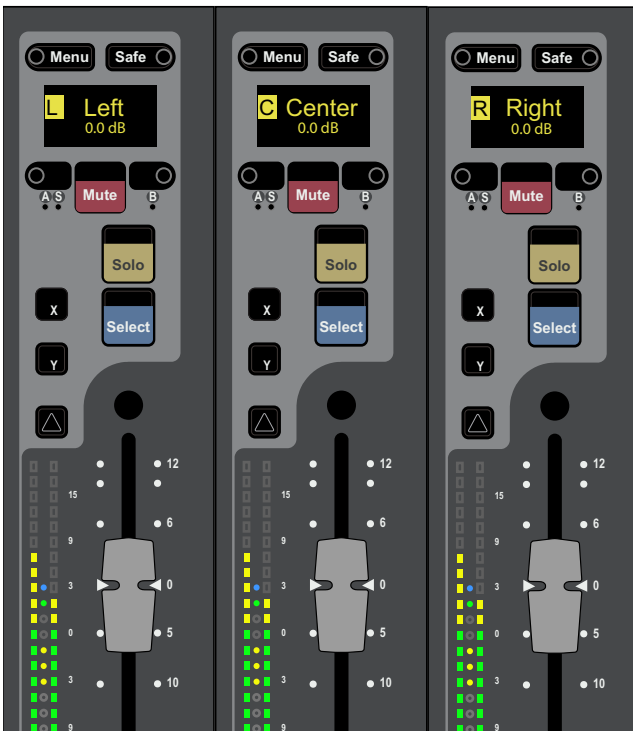 Menu Safe Menu Safe Menu Safe
L Left C Center R Right
0.0 dB 0.0 dB 0.0 dB
A S Mute B A S Mute B A S Mute B
Solo Solo Solo
X Select X Select X Select
Y Y Y
12 12 12
15 15 15
6 6 6
9 9 9
3 0 3 0 3 0
0 5 0 5 0 5
3 10 3 10 3 10
9 9 9